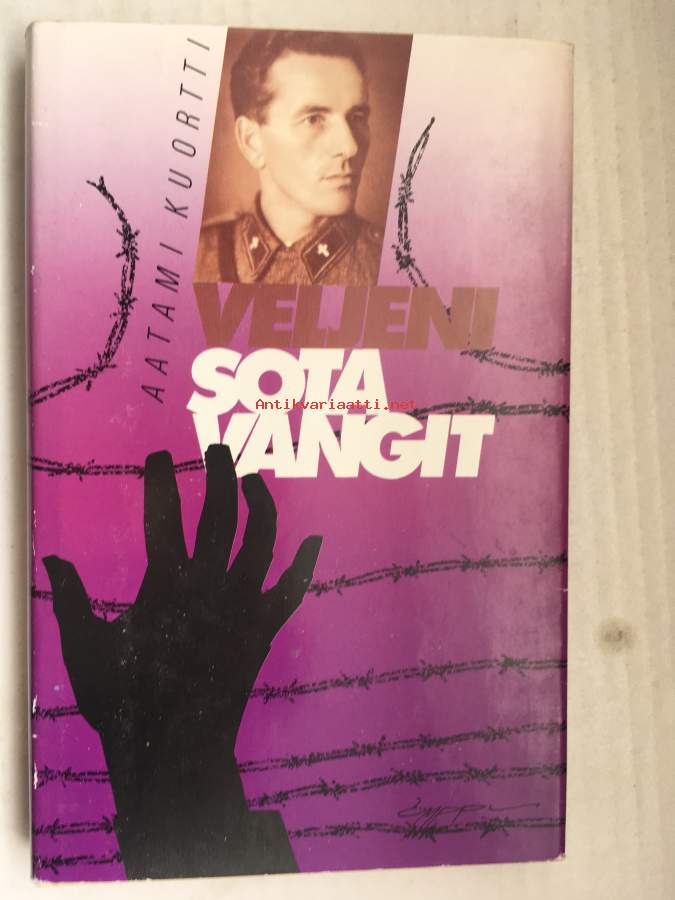 AATAMI KUORTTI
VELJENI
SOTA
Antikvariaatti.net
VANGIT